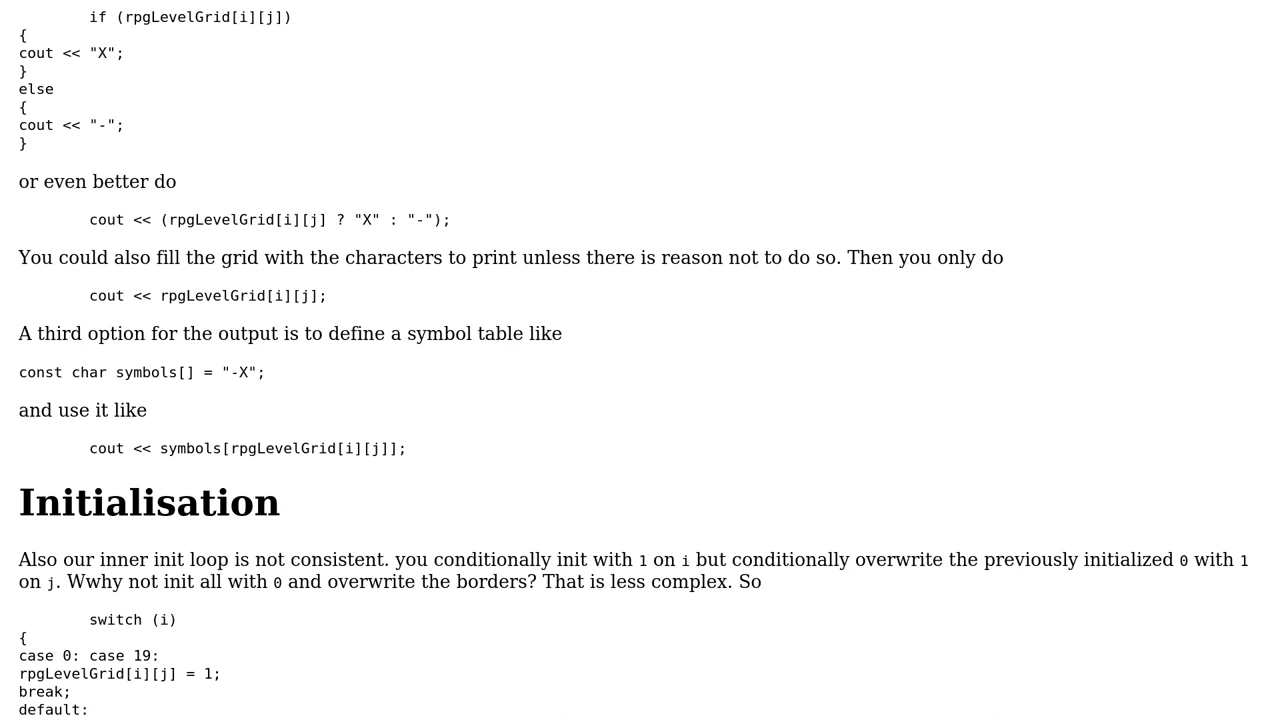 if (rpgLevelGrid[i][j])
{
cout << "X";
}
else
{
cout << "-";
}
or even better do
cout << (rpgLevelGrid[i][j] ? "X" : "-");
You could also fill the grid with the characters to print unless there is reason not to do so. Then you only do
cout << rpgLevelGrid[i][j];
A third option for the output is to define a symbol table like
const char symbols[] = "-X";
and use it like
cout << symbols[rpgLevelGrid[i][j]];
Initialisation
Also our inner init loop is not consistent. you conditionally init with 1 on i but conditionally overwrite the previously initialized 0 with 1
on j. Wwhy not init all with 0 and overwrite the borders? That is less complex. So
switch (i)
{
case 0: case 19:
rpgLevelGrid[i][j] = 1;
break;
default: